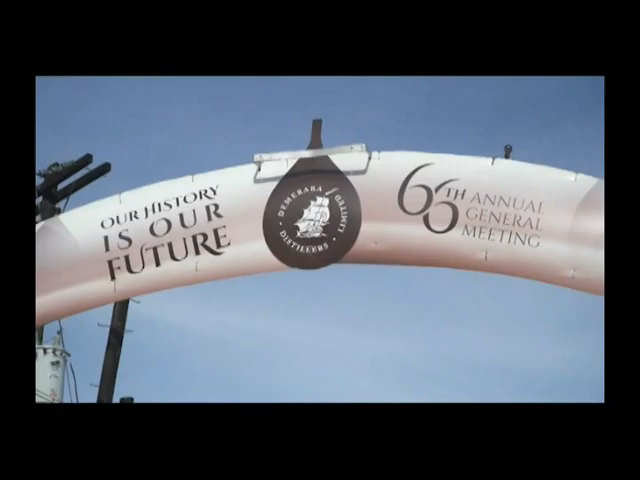 OUR HISTORY
IS OUR
FUTURE
DEMERARA
DISTILLERS
LIMITED
66TH ANNUAL
GENERAL
MEETING